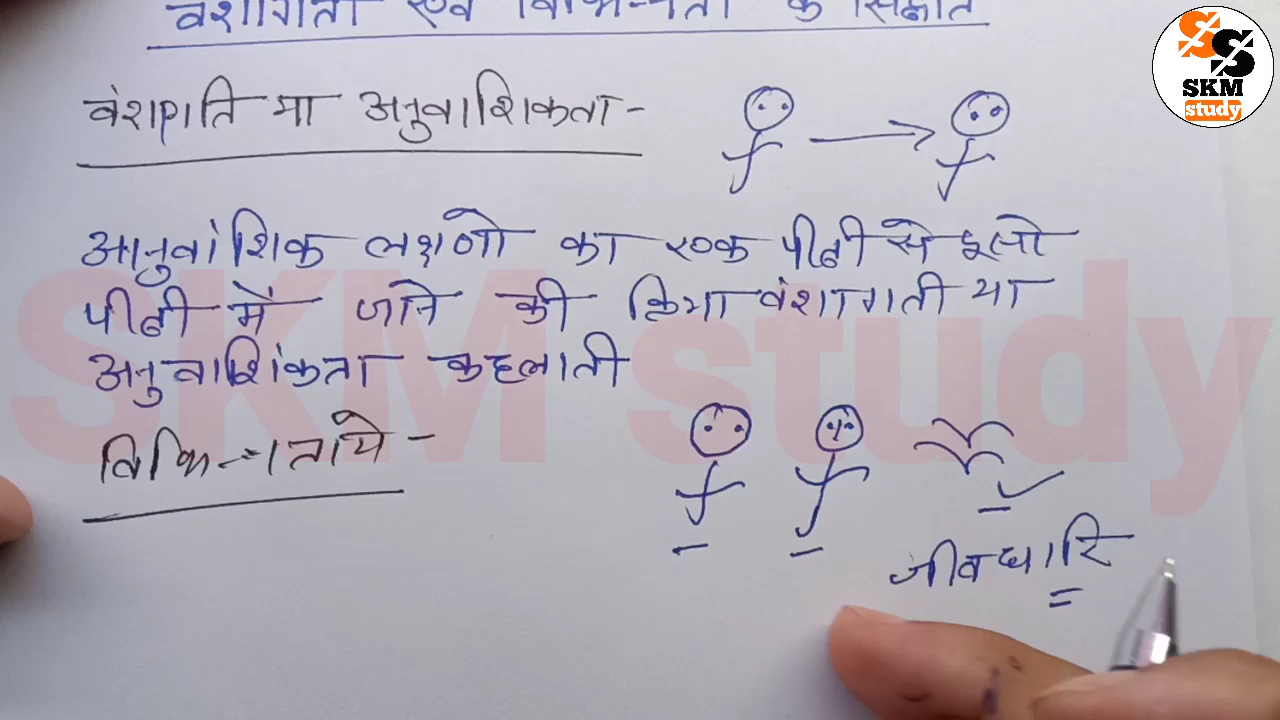 वंशागती एवं विभिन्नता के सिद्धांत
वंशागति या अनुवाशिकता -
आनुवांशिक लक्षणो का एक पीढी से दूसरे
पीढी में जाने की क्रिया वंशागती या
अनुवाशिंकता कहलाती
विभिन्नताये -
जीवधारि
SKM
study
SKM study